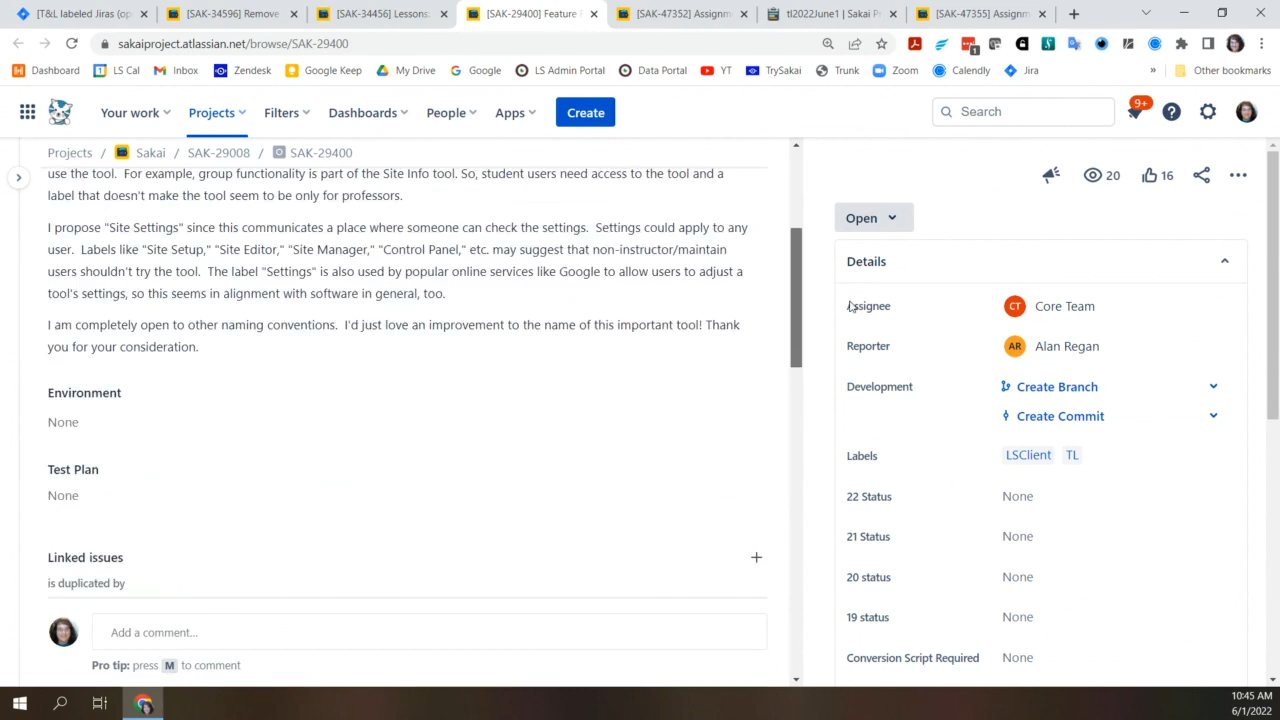 [T&L labeled Jiras (op
[SAK-34596] Remove
[SAK-34456] Lessons:
[SAK-29400] Feature R
[SAK-47352] Assignm
tl2022June1 | Sakai Pr
[SAK-47355] Assignm
sakaiproject.atlassian.net/browse/SAK-29400
Dashboard LS Cal Inbox Zendesk Google Keep My Drive Google LS Admin Portal Data Portal YT TrySakai Trunk Zoom Calendly Jira » Other bookmarks
Your work Projects Filters Dashboards People Apps Create Search 9+
Projects / Sakai / SAK-29008 / SAK-29400
use the tool. For example, group functionality is part of the Site Info tool. So, student users need access to the tool and a
label that doesn't make the tool seem to be only for professors.
I propose "Site Settings" since this communicates a place where someone can check the settings. Settings could apply to any
user. Labels like "Site Setup," "Site Editor," "Site Manager," "Control Panel," etc. may suggest that non-instructor/maintain
users shouldn't try the tool. The label "Settings" is also used by popular online services like Google to allow users to adjust a
tool's settings, so this seems in alignment with software in general, too.
I am completely open to other naming conventions. I'd just love an improvement to the name of this important tool! Thank
you for your consideration.
Environment
None
Test Plan
None
Linked issues
is duplicated by
Add a comment...
Pro tip: press M to comment
20 16
Open
Details
Assignee CT Core Team
Reporter AR Alan Regan
Development Create Branch
Create Commit
Labels LSClient TL
22 Status None
21 Status None
20 status None
19 status None
Conversion Script Required None
10:45 AM
6/1/2022